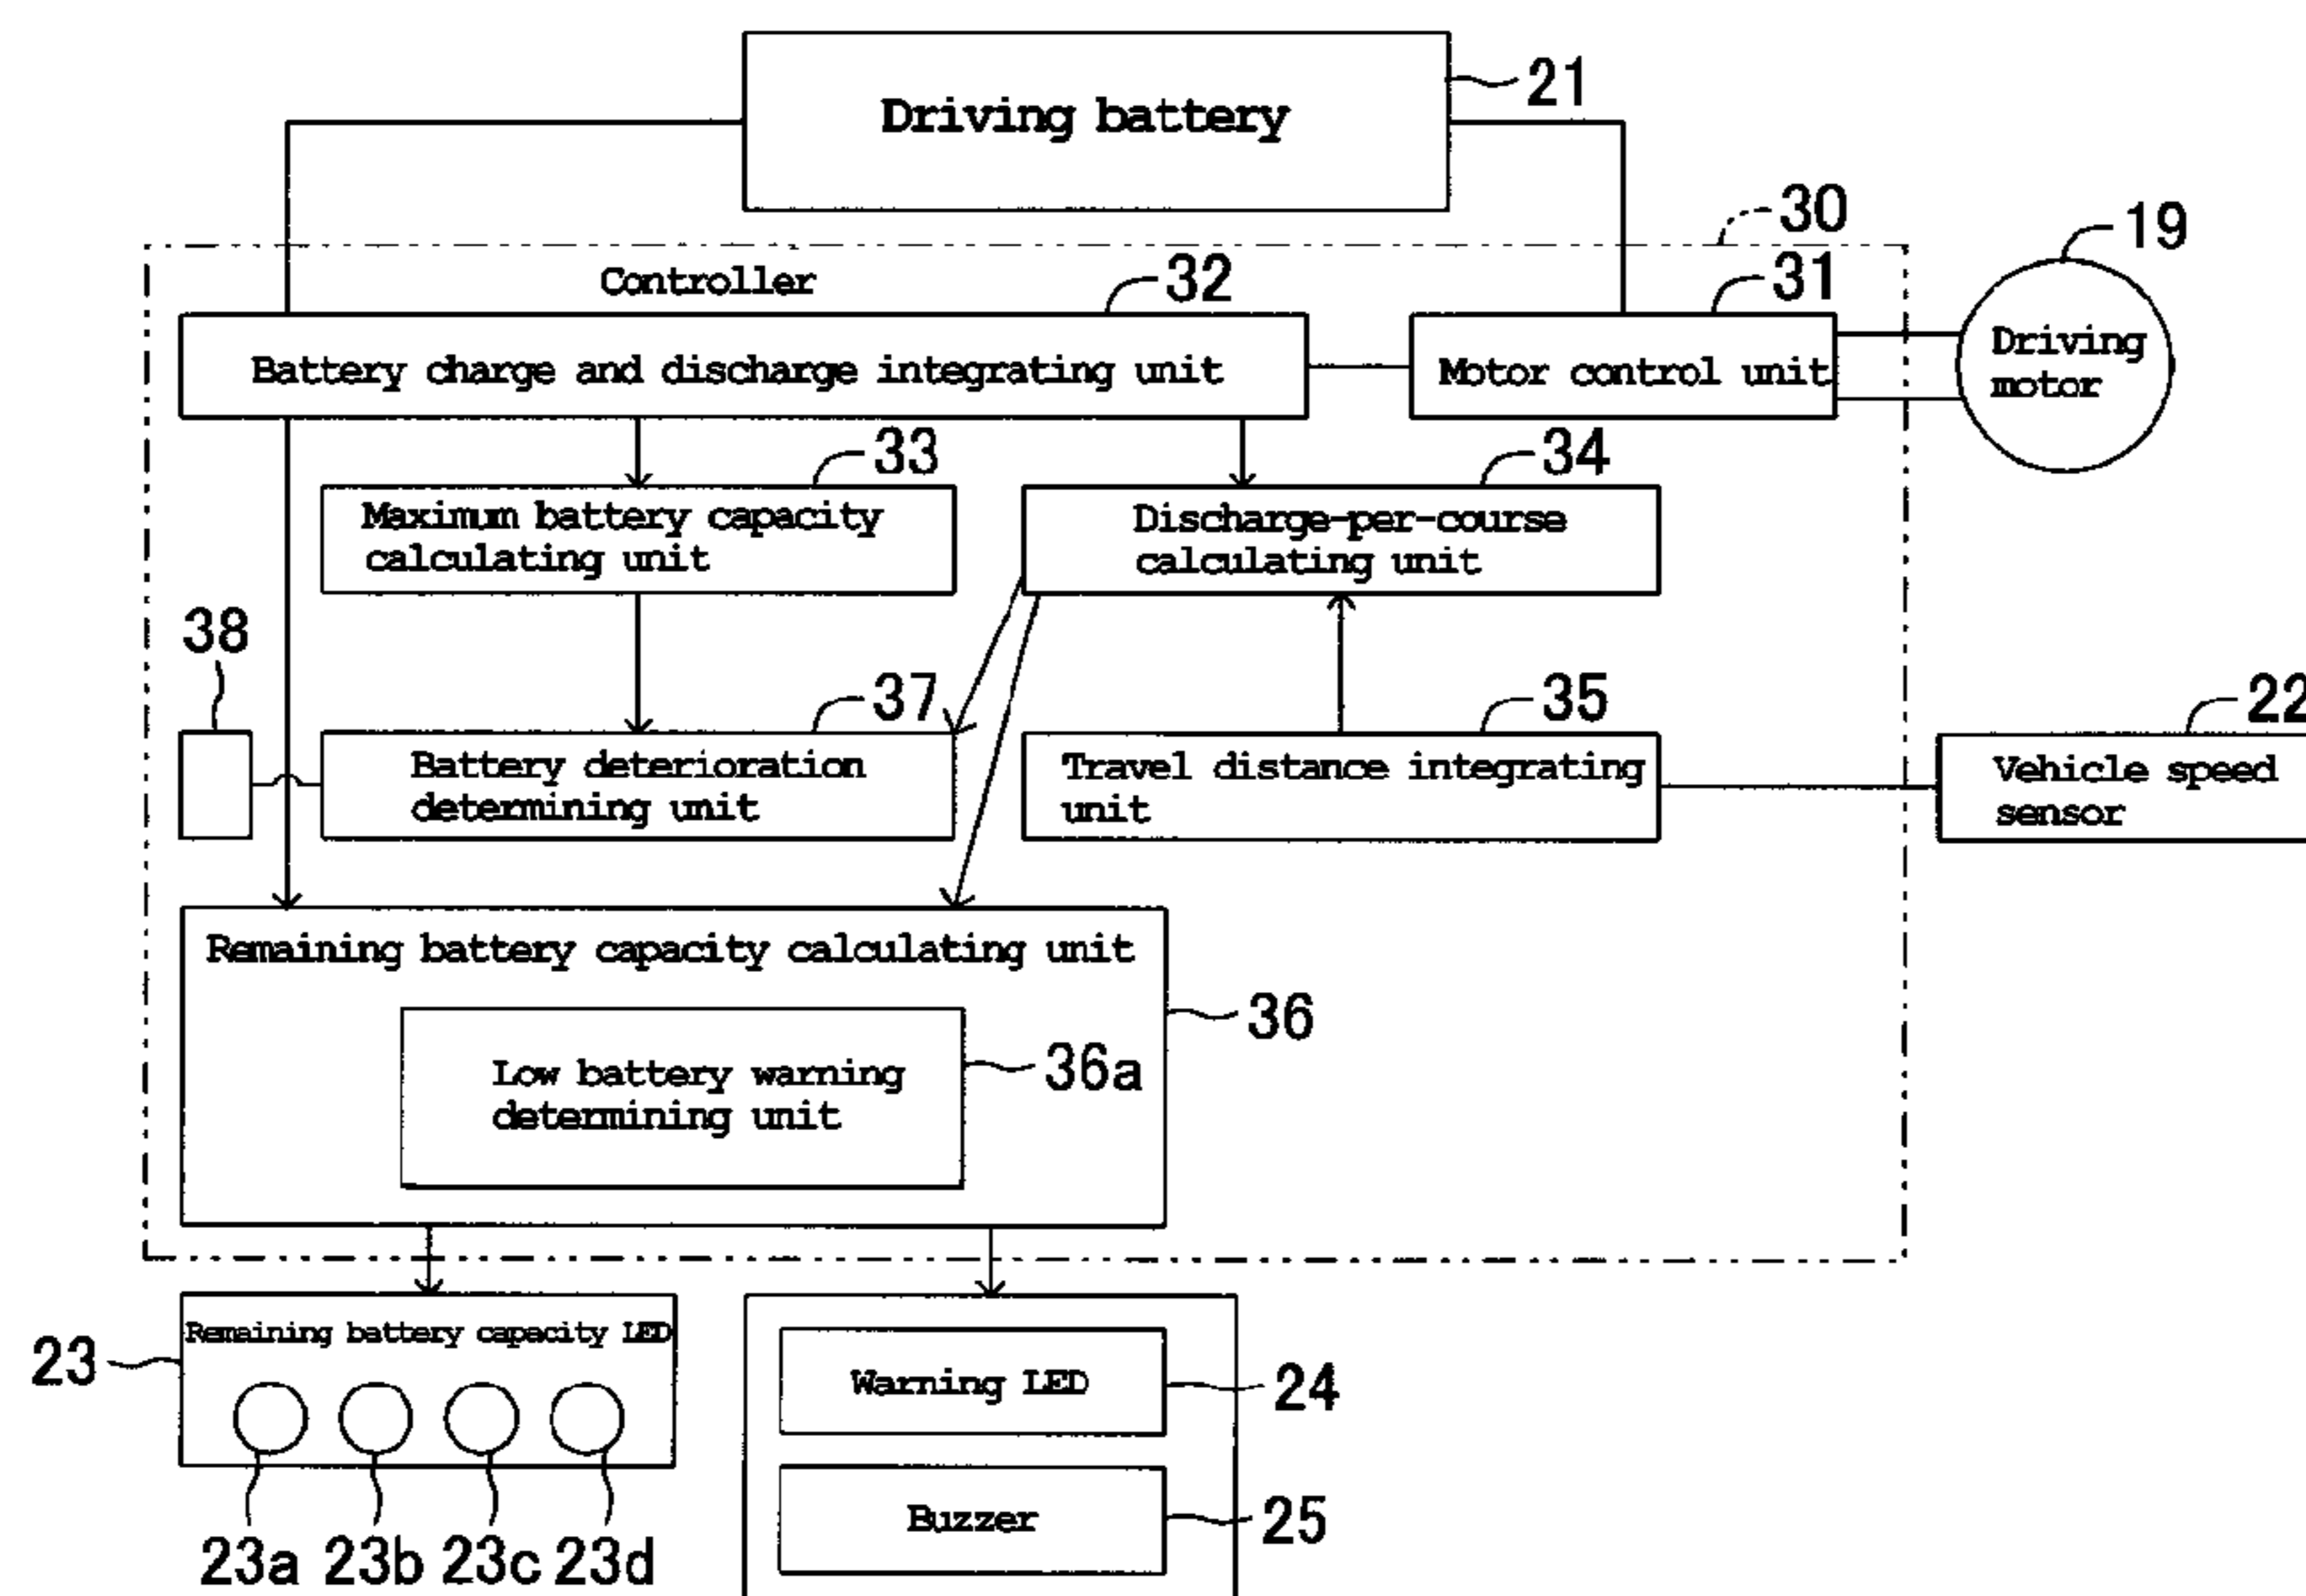 Driving battery
21
30
19
Controller
32
31
Battery charge and discharge integrating unit
Motor control unit
Driving
motor
33
34
Maximum battery capacity
calculating unit
Discharge-per-course
calculating unit
38
37
35
22
Battery deterioration
determining unit
Travel distance integrating
unit
Vehicle speed
sensor
Remaining battery capacity calculating unit
36
Low battery warning
determining unit
36a
Remaining battery capacity LED
23
Warning LED
24
Buzzer
25
23a 23b 23c 23d